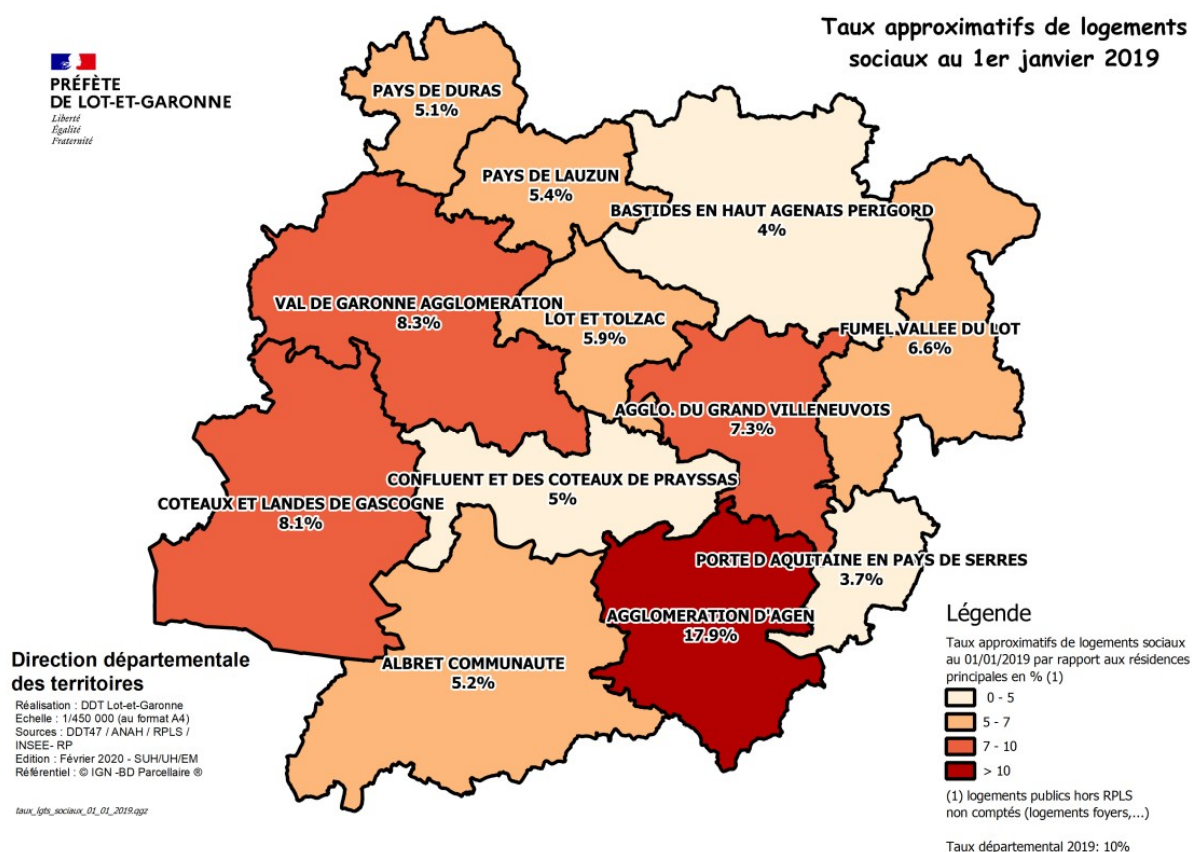 Taux approximatifs de logements
sociaux au 1er janvier 2019
PRÉFÈTE
DE LOT-ET-GARONNE
Liberté
Égalité
Fraternité
PAYS DE DURAS
5.1%
PAYS DE LAUZUN
5.4%
BASTIDES EN HAUT AGENAIS PERIGORD
4%
VAL DE GARONNE AGGLOMERATION
8.3%
LOT ET TOLZAC
5.9%
FUMEL VALLEE DU LOT
6.6%
AGGLO. DU GRAND VILLENEUVOIS
7.3%
CONFLUENT ET DES COTEAUX DE PRAYSSAS
5%
COTEAUX ET LANDES DE GASCOGNE
8.1%
PORTE D AQUITAINE EN PAYS DE SERRES
3.7%
AGGLOMERATION D'AGEN
17.9%
ALBRET COMMUNAUTE
5.2%
Direction départementale
des territoires
Réalisation : DDT Lot-et-Garonne
Echelle : 1/450 000 (au format A4)
Sources : DDT47 / ANAH / RPLS /
INSEE- RP
Edition : Février 2020 - SUH/UH/EM
Référentiel : © IGN -BD Parcellaire ®
taux_lgts_sociaux_01_01_2019.qgz
Légende
Taux approximatifs de logements sociaux
au 01/01/2019 par rapport aux résidences
principales en % (1)
0 - 5
5 - 7
7 - 10
> 10
(1) logements publics hors RPLS
non comptés (logements foyers,...)
Taux départemental 2019: 10%